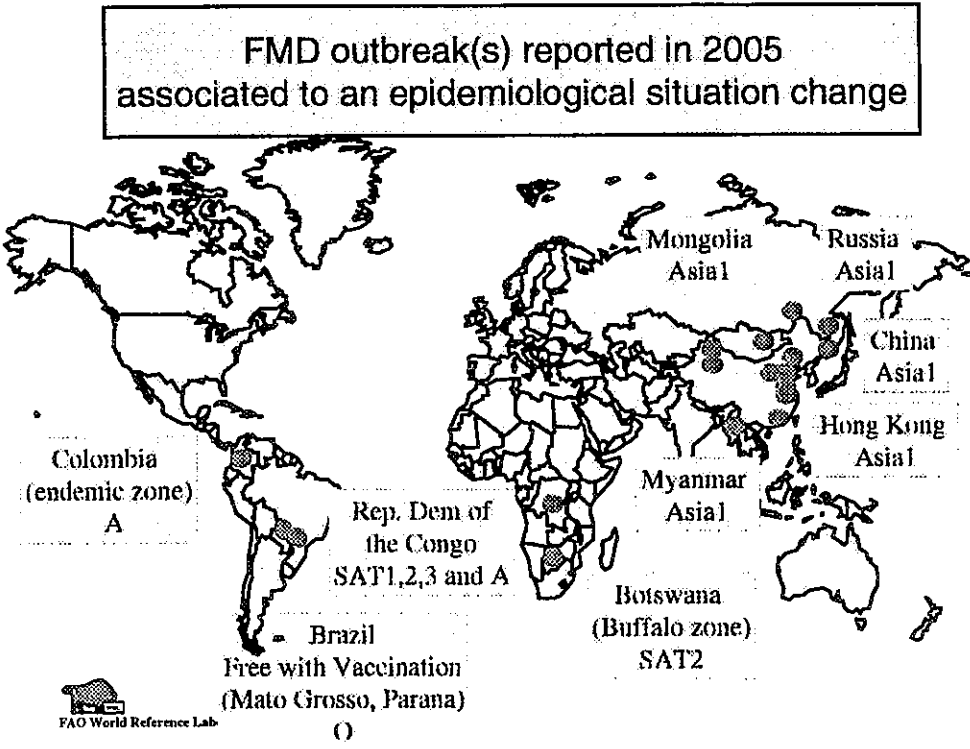 FMD outbreak(s) reported in 2005
associated to an epidemiological situation change
Mongolia
Asia1
Russia
Asia1
China
Asia1
Hong Kong
Asia1
Myanmar
Asia1
Colombia
(endemic zone)
A
Rep. Dem of
the Congo
SAT1,2,3 and A
Botswana
(Buffalo zone)
SAT2
Brazil
Free with Vaccination
(Mato Grosso, Parana)
O
FAO World Reference Lab